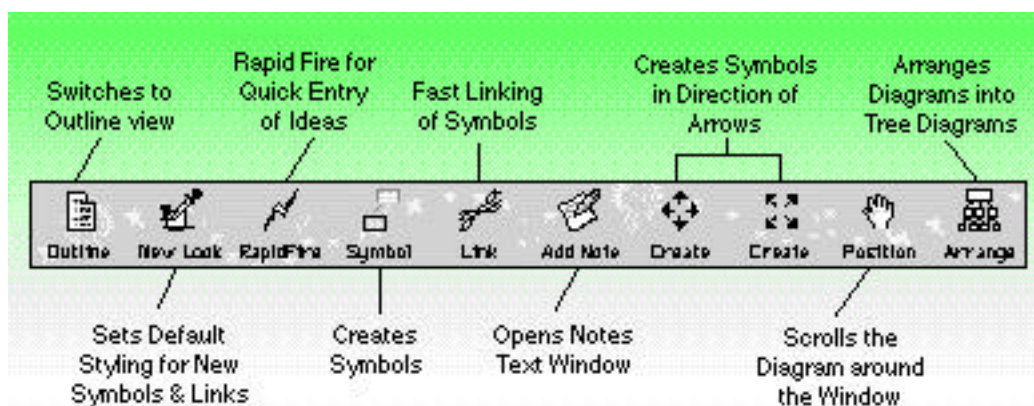 Switches to
Outline view
Rapid Fire for
Quick Entry
of Ideas
Fast Linking
of Symbols
Creates Symbols
in Direction of
Arrows
Arranges
Diagrams into
Tree Diagrams
Outline New Look RapidFire Symbol Link Add Note Create Create Position Arrange
Sets Default
Styling for New
Symbols & Links
Creates
Symbols
Opens Notes
Text Window
Scrolls the
Diagram around
the Window